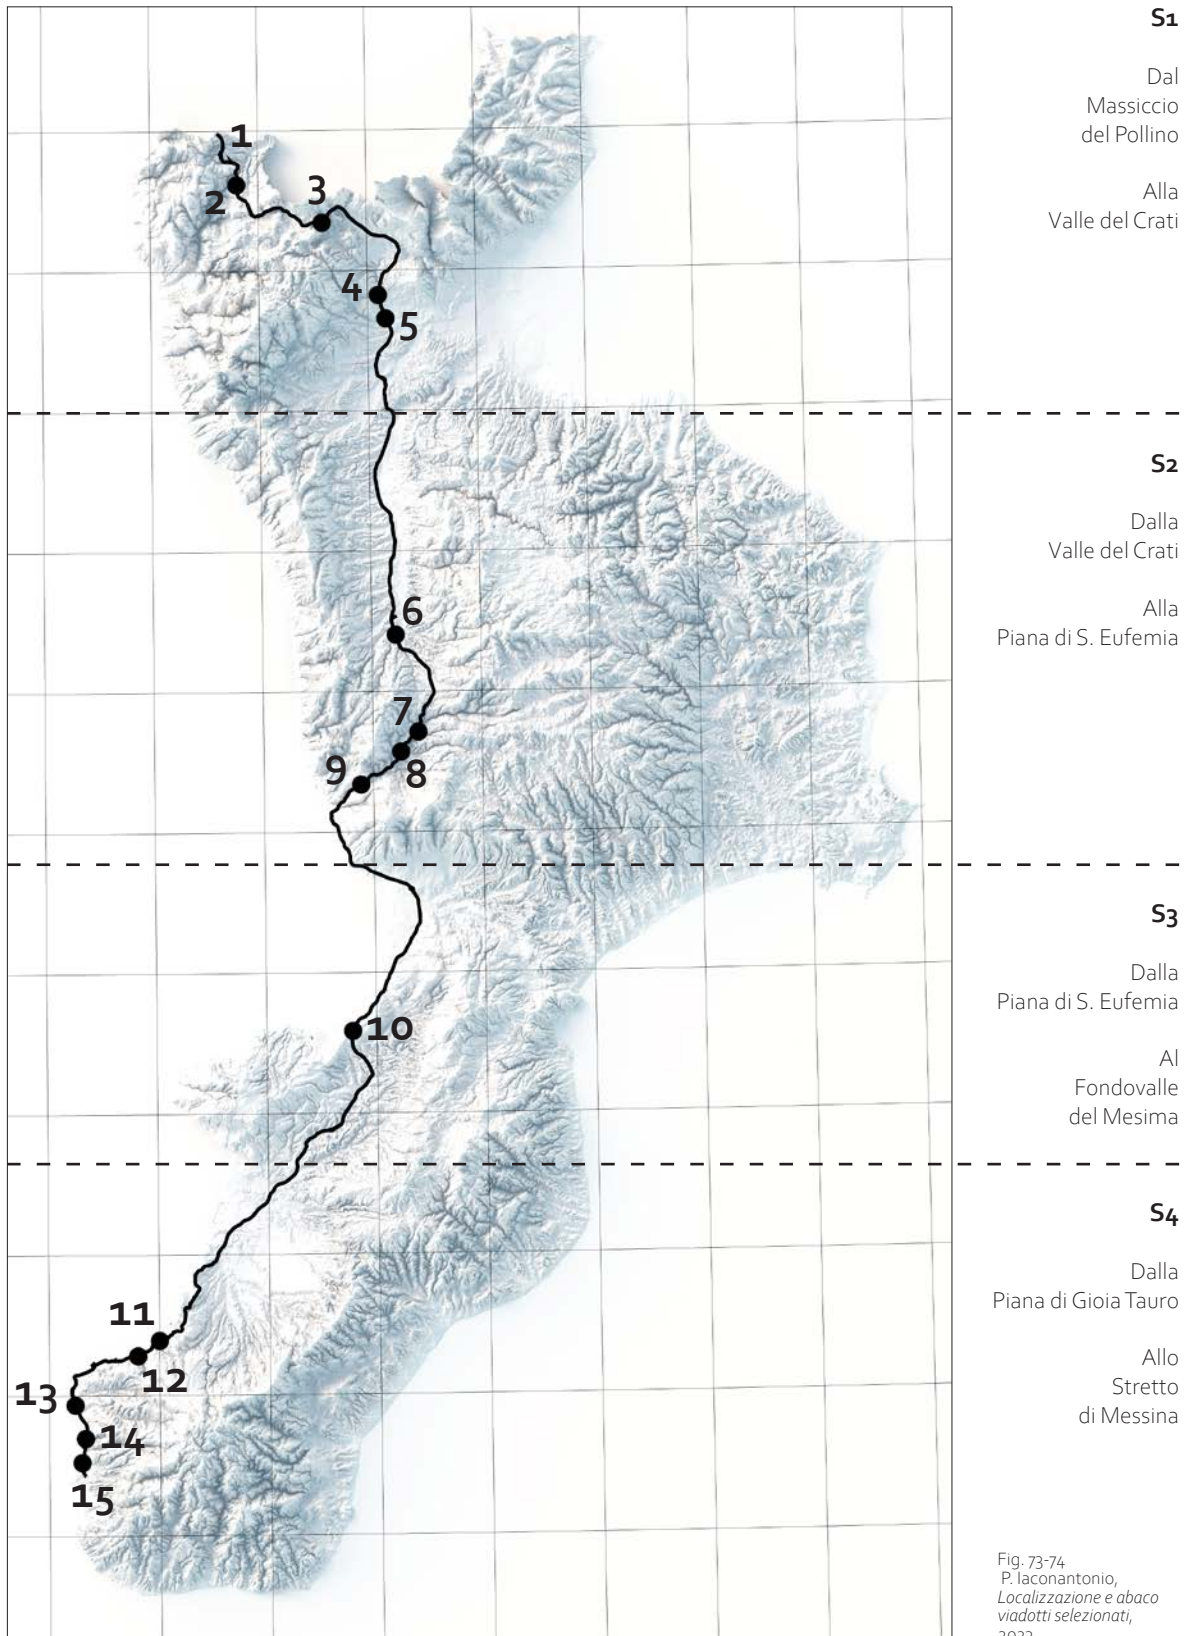 1
2
3
4
5
6
7
8
9
10
11
12
13
14
15
S1
Dal
Massiccio
del Pollino
Alla
Valle del Crati
S2
Dalla
Valle del Crati
Alla
Piana di S. Eufemia
S3
Dalla
Piana di S. Eufemia
Al
Fondovalle
del Mesima
S4
Dalla
Piana di Gioia Tauro
Allo
Stretto
di Messina
Fig. 73-74
P. Iaconantonio,
Localizzazione e abaco
viadotti selezionati,